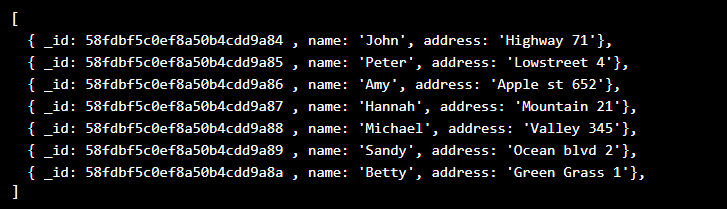 [
  { _id: 58fdbf5c0ef8a50b4cdd9a84 , name: 'John', address: 'Highway 71'},
  { _id: 58fdbf5c0ef8a50b4cdd9a85 , name: 'Peter', address: 'Lowstreet 4'},
  { _id: 58fdbf5c0ef8a50b4cdd9a86 , name: 'Amy', address: 'Apple st 652'},
  { _id: 58fdbf5c0ef8a50b4cdd9a87 , name: 'Hannah', address: 'Mountain 21'},
  { _id: 58fdbf5c0ef8a50b4cdd9a88 , name: 'Michael', address: 'Valley 345'},
  { _id: 58fdbf5c0ef8a50b4cdd9a89 , name: 'Sandy', address: 'Ocean blvd 2'},
  { _id: 58fdbf5c0ef8a50b4cdd9a8a , name: 'Betty', address: 'Green Grass 1'},
]